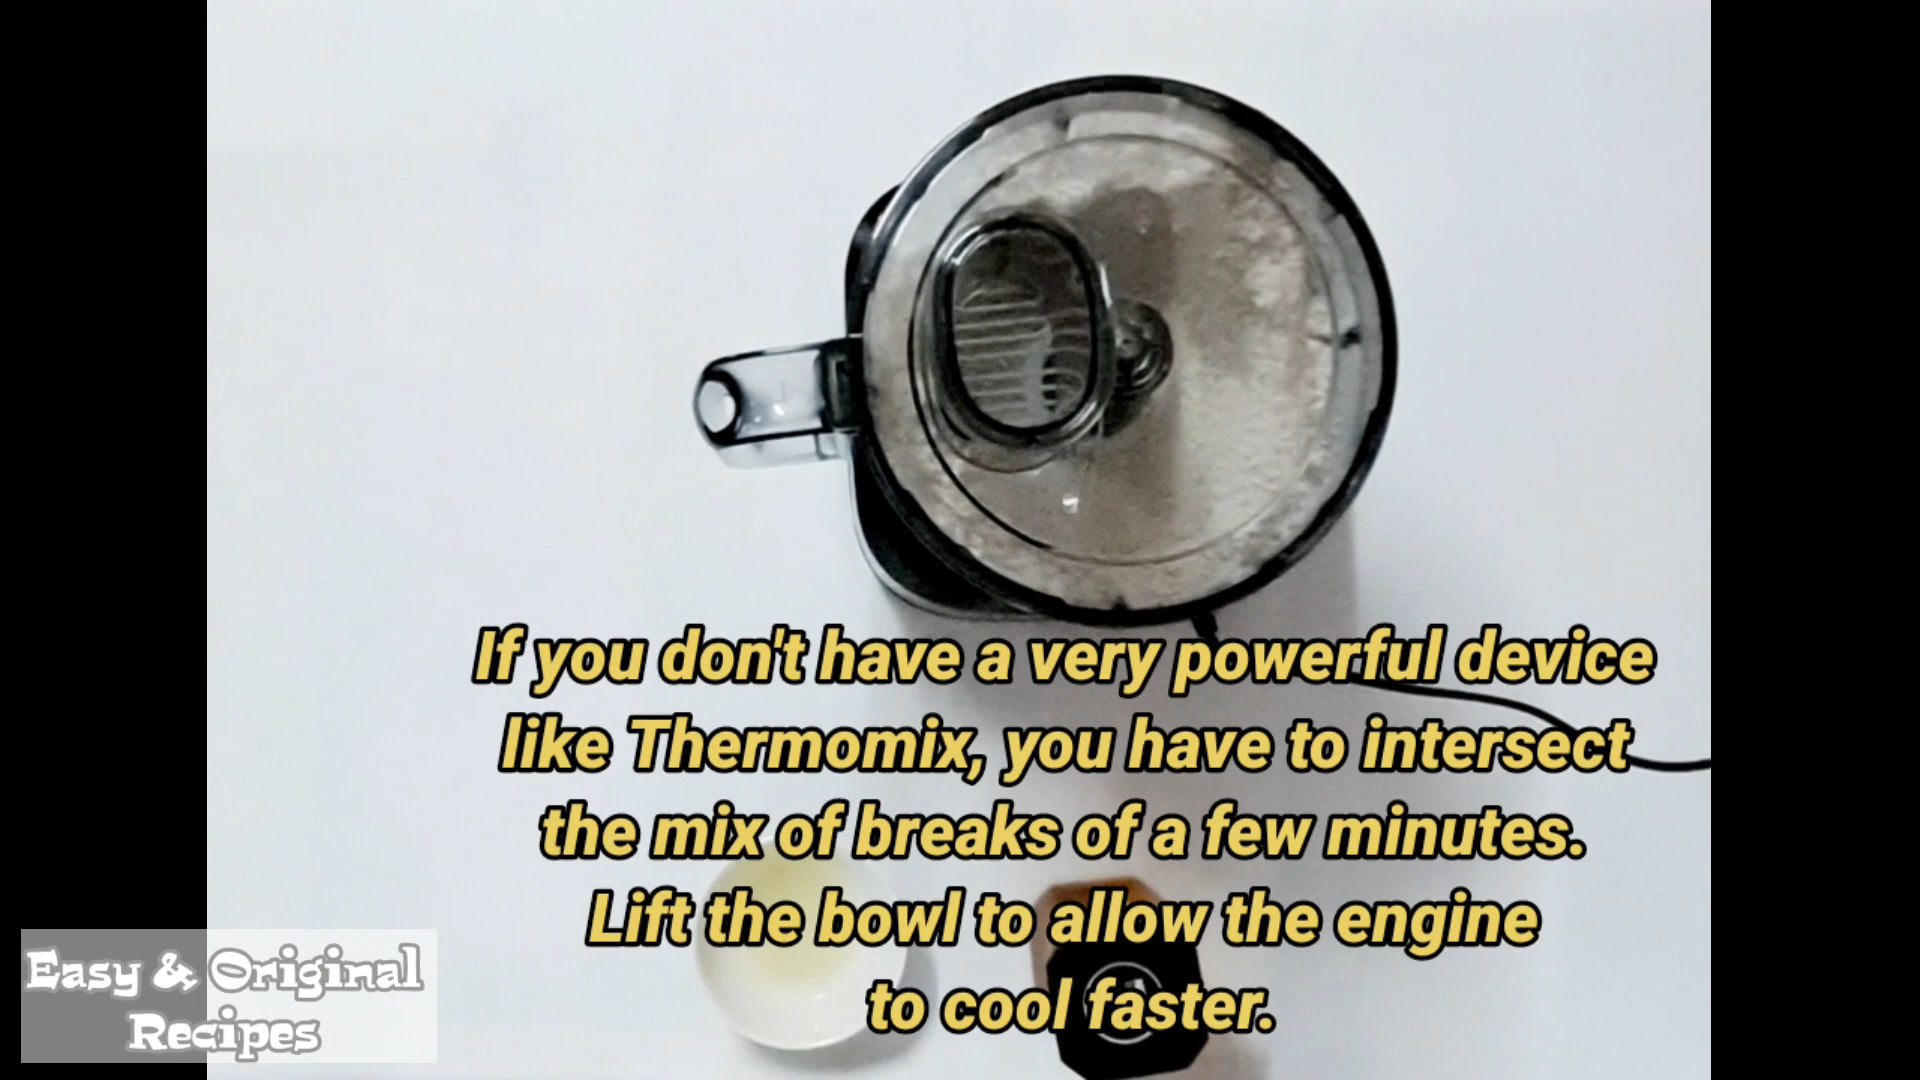 If you don't have a very powerful device
like Thermomix, you have to intersect
the mix of breaks of a few minutes.
Lift the bowl to allow the engine
to cool faster.
Easy & Original
Recipes